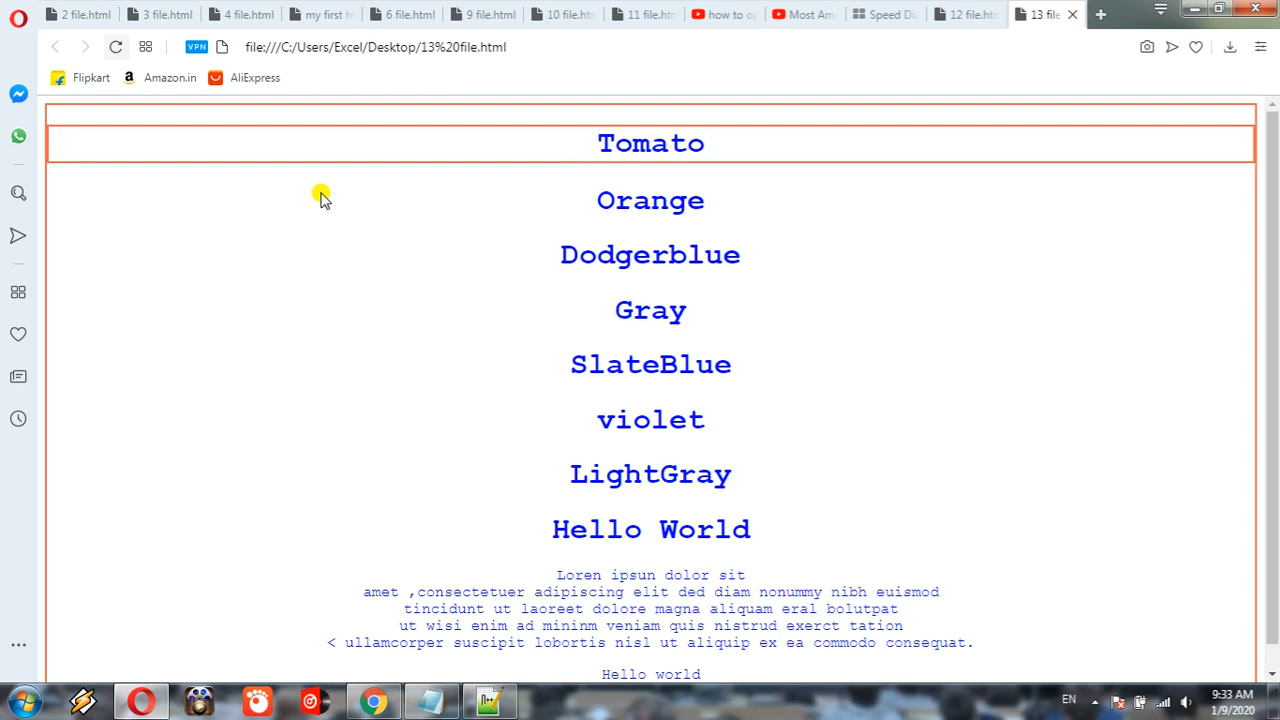 2 file.html 3 file.html 4 file.html my first h 6 file.html 9 file.html 10 file.htm 11 file.htm how to op Most Ama Speed Dia 12 file.htm 13 file
VPN file:///C:/Users/Excel/Desktop/13%20file.html
Flipkart Amazon.in AliExpress
Tomato
Orange
Dodgerblue
Gray
SlateBlue
violet
LightGray
Hello World
Loren ipsun dolor sit
amet ,consectetuer adipiscing elit ded diam nonummy nibh euismod
tincidunt ut laoreet dolore magna aliquam eral bolutpat
ut wisi enim ad mininm veniam quis nistrud exerct tation
< ullamcorper suscipit lobortis nisl ut aliquip ex ea commodo consequat.
Hello world
EN 9:33 AM
1/9/2020